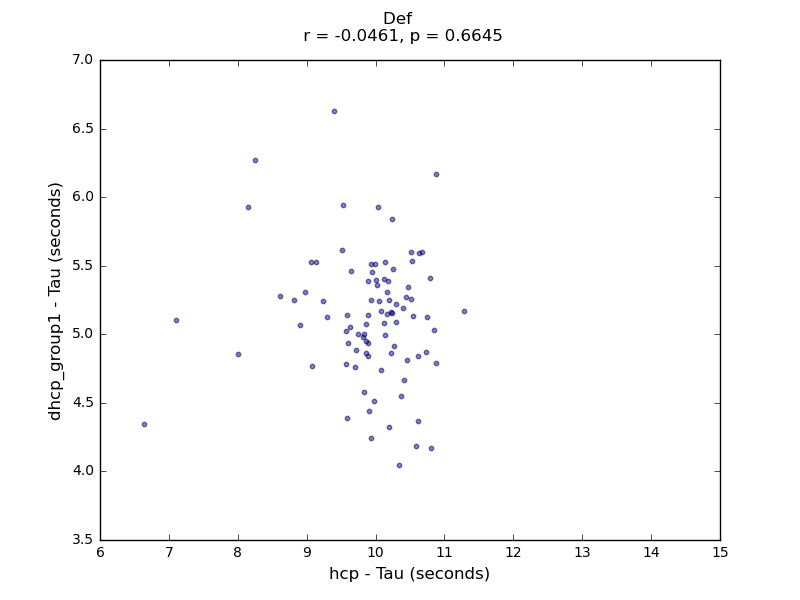 Def
r = -0.0461, p = 0.6645
7.0
6.5
6.0
5.5
5.0
4.5
4.0
3.5
dhcp_group1 - Tau (seconds)
6 7 8 9 10 11 12 13 14 15
hcp - Tau (seconds)